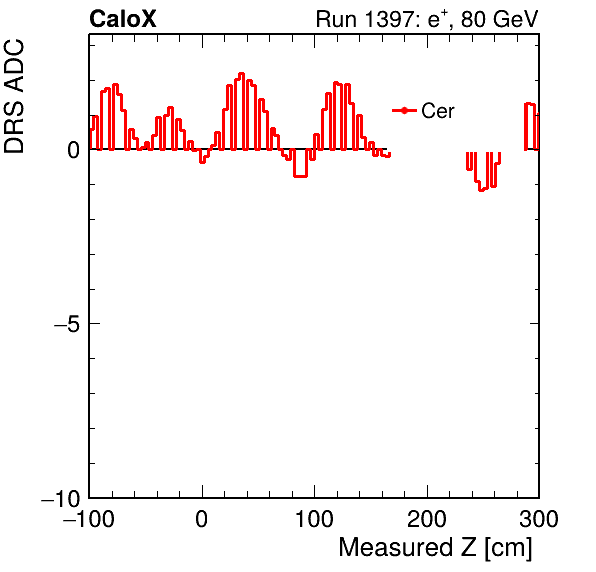 CaloX
Run 1397: e⁺, 80 GeV
DRS ADC
Cer
0
−5
−10
−100 0 100 200 300
Measured Z [cm]